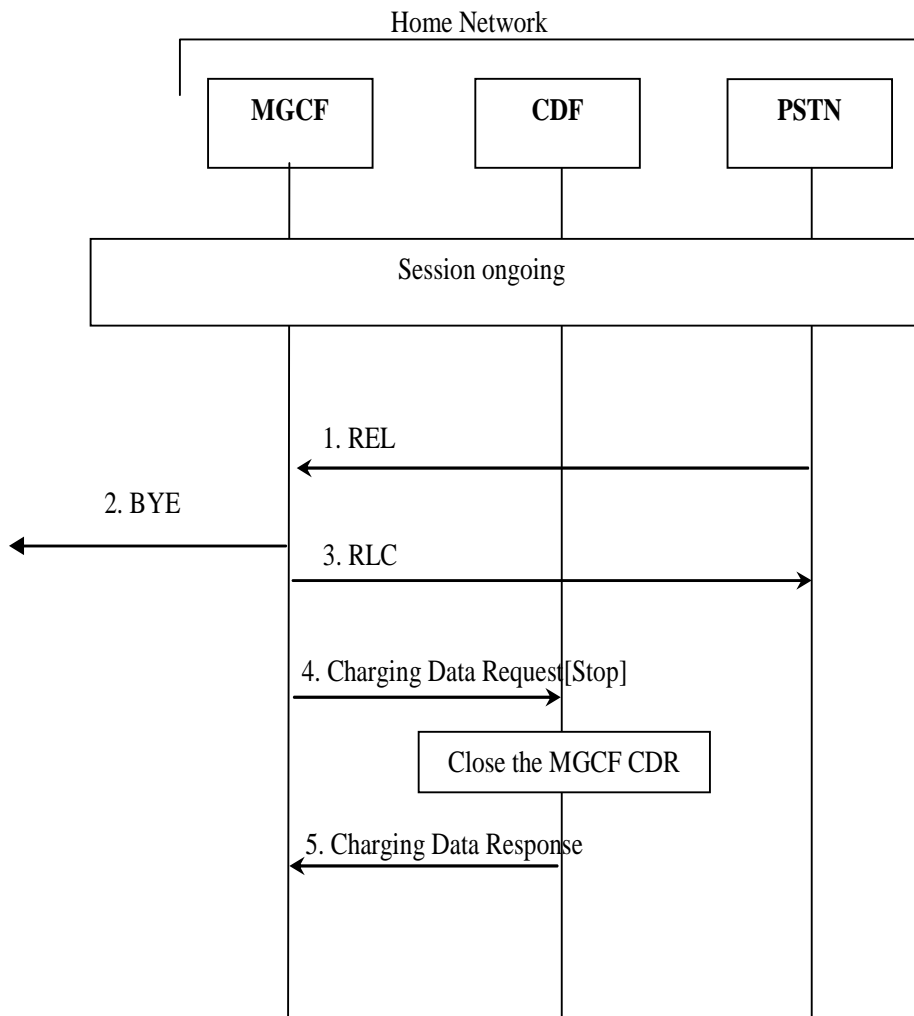 Home Network
MGCF
CDF
PSTN
Session ongoing
1. REL
2. BYE
3. RLC
4. Charging Data Request[Stop]
Close the MGCF CDR
5. Charging Data Response